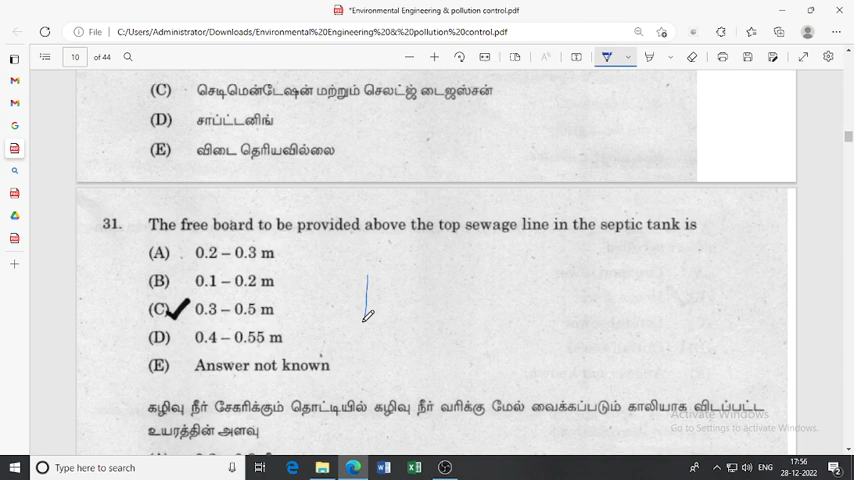 *Environmental Engineering & pollution control.pdf
File
C:/Users/Administrator/Downloads/Environmental%20Engineering%20&%20pollution%20control.pdf
10 of 44
(C) செடிமென்டேஷன் மற்றும் செலட்ஜ் டைஜஸ்சன்
(D) சாப்ட்டனிங்
(E) விடை தெரியவில்லை
31. The free board to be provided above the top sewage line in the septic tank is
(A) 0.2 – 0.3 m
(B) 0.1 – 0.2 m
(C) 0.3 – 0.5 m
(D) 0.4 – 0.55 m
(E) Answer not known
கழிவு நீர் சேகரிக்கும் தொட்டியில் கழிவு நீர் வரிக்கு மேல் வைக்கப்படும் காலியாக விடப்பட்ட
உயரத்தின் அளவு
Activate Windows
Go to Settings to activate Windows.
Type here to search
ENG
17:56
28-12-2022
2